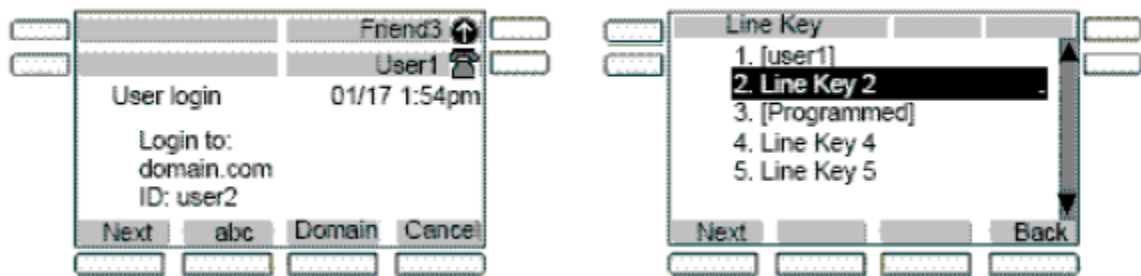 Friend3
User1
User login 01/17 1:54pm
Login to:
domain.com
ID: user2
Next abc Domain Cancel
Line Key
1. [user1]
2. Line Key 2
3. [Programmed]
4. Line Key 4
5. Line Key 5
Next Back